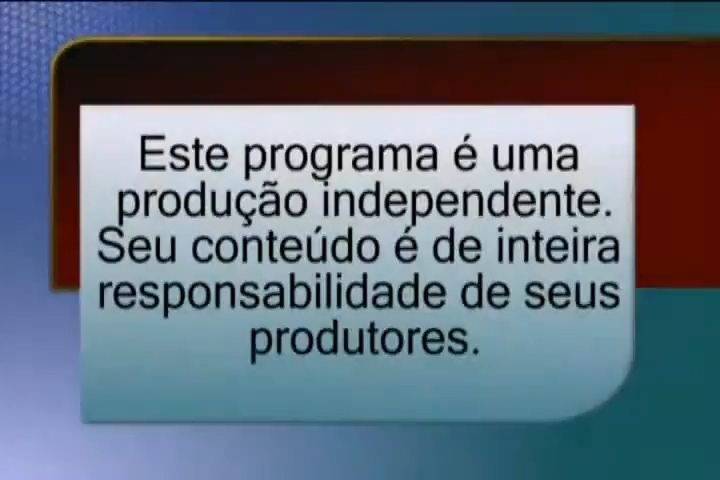 Este programa é uma
produção independente.
Seu conteúdo é de inteira
responsabilidade de seus
produtores.